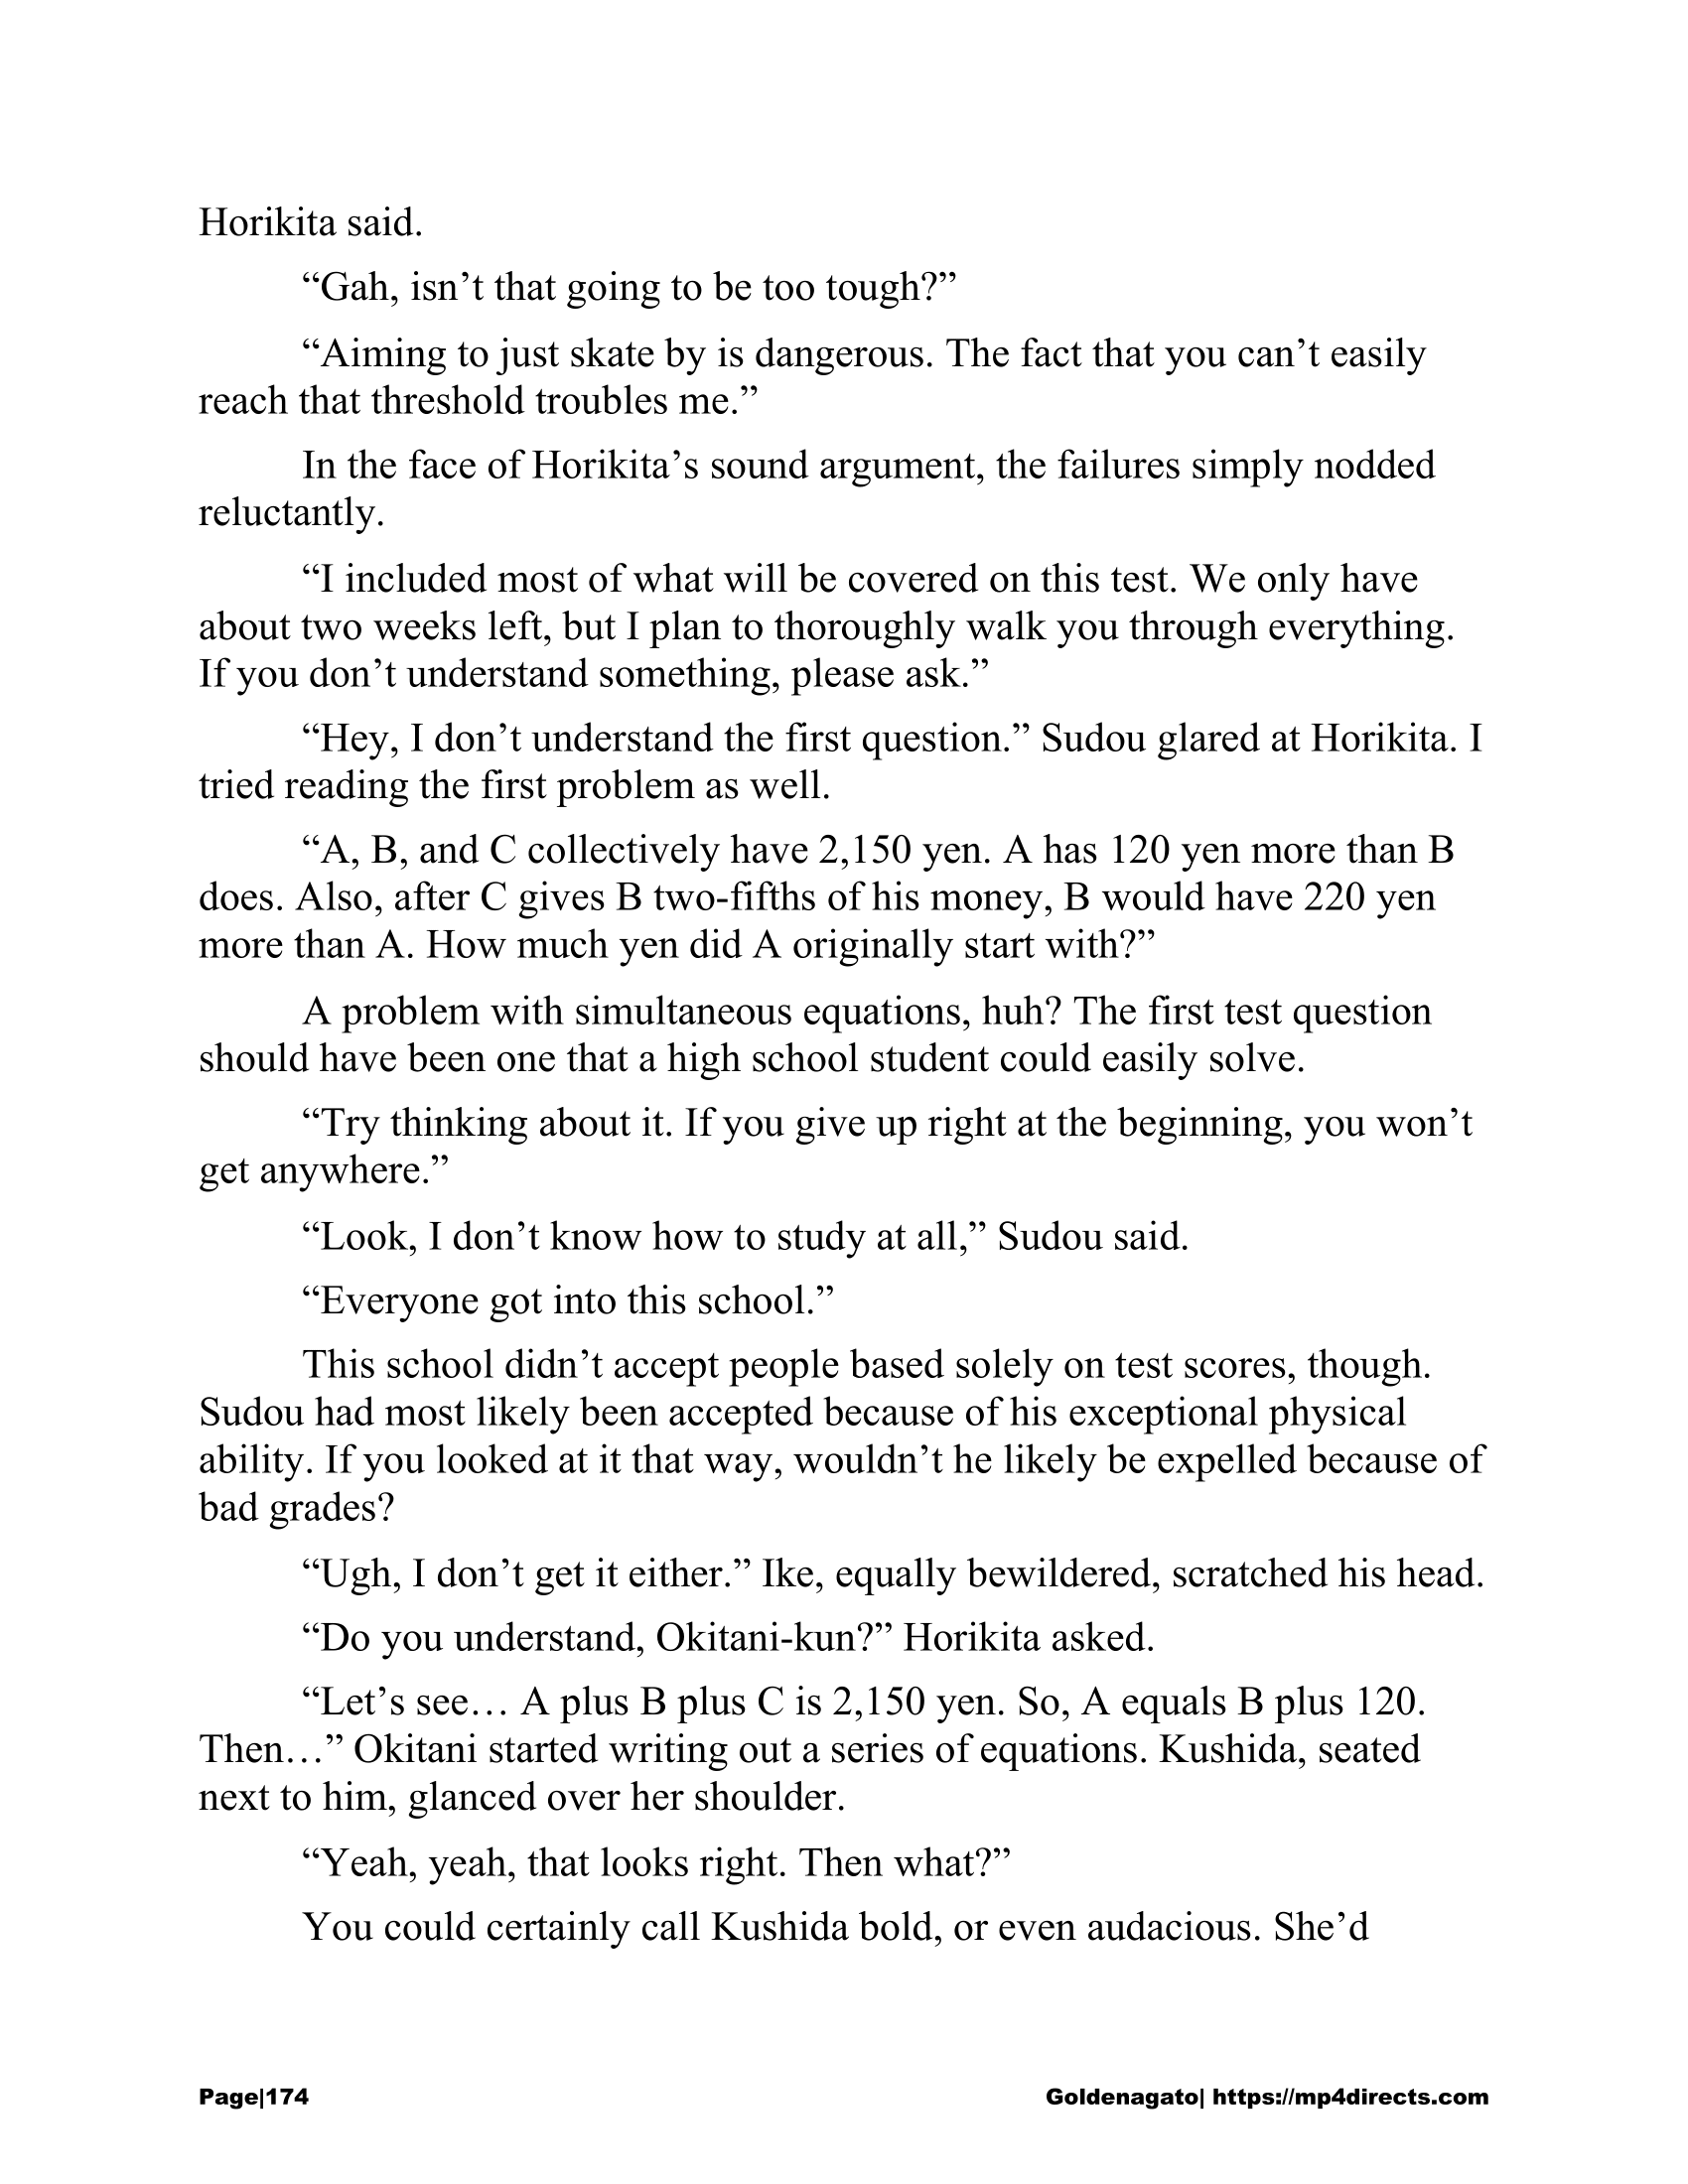 Horikita said.
“Gah, isn’t that going to be too tough?”
“Aiming to just skate by is dangerous. The fact that you can’t easily
reach that threshold troubles me.”
In the face of Horikita’s sound argument, the failures simply nodded
reluctantly.
“I included most of what will be covered on this test. We only have
about two weeks left, but I plan to thoroughly walk you through everything.
If you don’t understand something, please ask.”
“Hey, I don’t understand the first question.” Sudou glared at Horikita. I
tried reading the first problem as well.
“A, B, and C collectively have 2,150 yen. A has 120 yen more than B
does. Also, after C gives B two-fifths of his money, B would have 220 yen
more than A. How much yen did A originally start with?”
A problem with simultaneous equations, huh? The first test question
should have been one that a high school student could easily solve.
“Try thinking about it. If you give up right at the beginning, you won’t
get anywhere.”
“Look, I don’t know how to study at all,” Sudou said.
“Everyone got into this school.”
This school didn’t accept people based solely on test scores, though.
Sudou had most likely been accepted because of his exceptional physical
ability. If you looked at it that way, wouldn’t he likely be expelled because of
bad grades?
“Ugh, I don’t get it either.” Ike, equally bewildered, scratched his head.
“Do you understand, Okitani-kun?” Horikita asked.
“Let’s see… A plus B plus C is 2,150 yen. So, A equals B plus 120.
Then…” Okitani started writing out a series of equations. Kushida, seated
next to him, glanced over her shoulder.
“Yeah, yeah, that looks right. Then what?”
You could certainly call Kushida bold, or even audacious. She’d
Page|174
Goldenagato| https://mp4directs.com